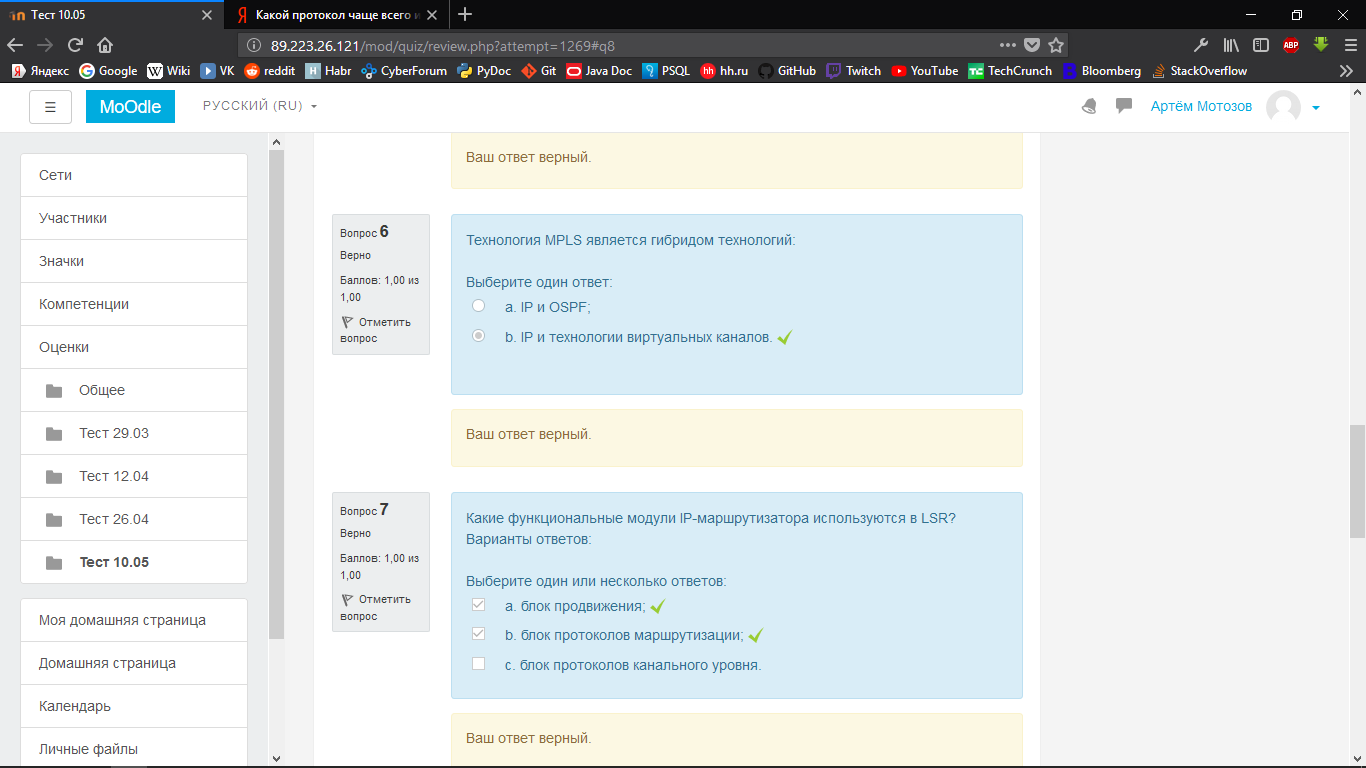 Тест 10.05
Какой протокол чаще всего и
89.223.26.121/mod/quiz/review.php?attempt=1269#q8
ABP
Яндекс Google Wiki VK reddit Habr CyberForum PyDoc Git Java Doc PSQL hh.ru GitHub Twitch YouTube TechCrunch Bloomberg StackOverflow
MoOdle
РУССКИЙ (RU)
Артём Мотозов
Сети
Участники
Значки
Компетенции
Оценки
Общее
Тест 29.03
Тест 12.04
Тест 26.04
Тест 10.05
Моя домашняя страница
Домашняя страница
Календарь
Личные файлы
Ваш ответ верный.
Вопрос 6
Верно
Баллов: 1,00 из
1,00
Отметить
вопрос
Технология MPLS является гибридом технологий:
Выберите один ответ:
a. IP и OSPF;
b. IP и технологии виртуальных каналов.
Ваш ответ верный.
Вопрос 7
Верно
Баллов: 1,00 из
1,00
Отметить
вопрос
Какие функциональные модули IP-маршрутизатора используются в LSR?
Варианты ответов:
Выберите один или несколько ответов:
a. блок продвижения;
b. блок протоколов маршрутизации;
c. блок протоколов канального уровня.
Ваш ответ верный.